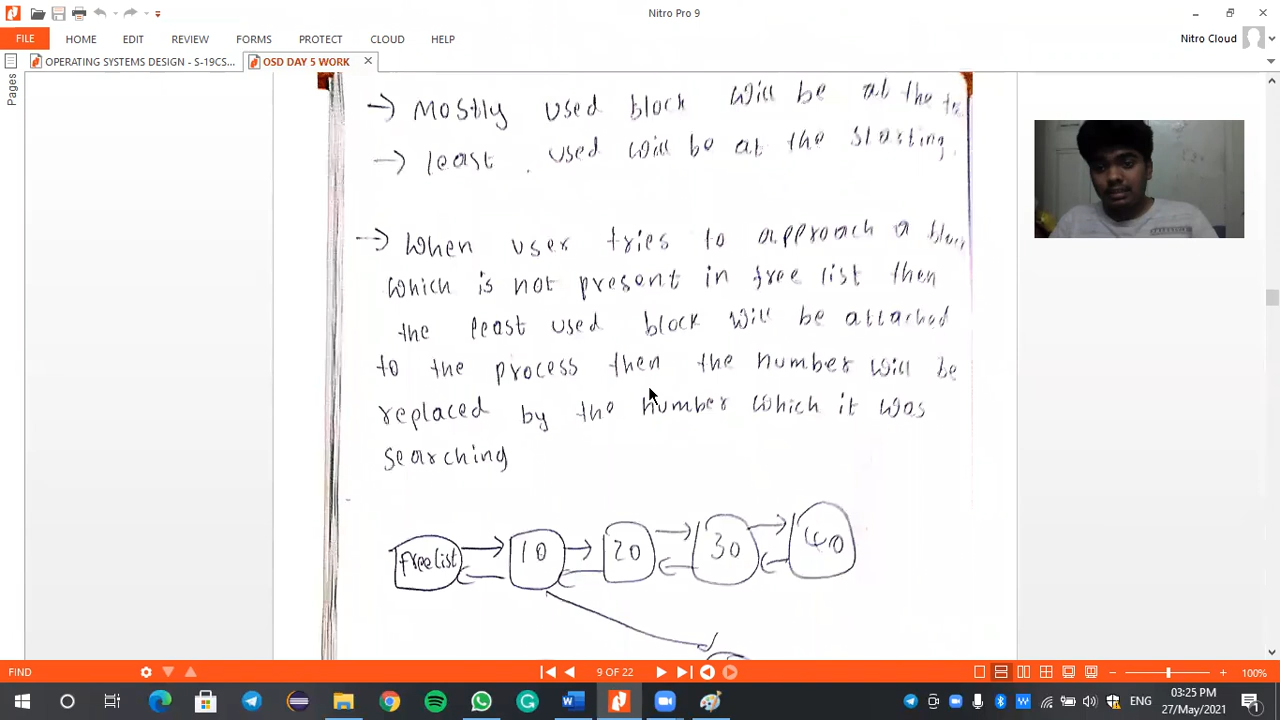 Nitro Pro 9
FILE HOME EDIT REVIEW FORMS PROTECT CLOUD HELP
Nitro Cloud
OPERATING SYSTEMS DESIGN - S-19CS...
OSD DAY 5 WORK
Pages
→ Mostly used block will be at the to
→ least used will be at the starting.
→ When user tries to approach a block
which is not present in free list then
the least used block will be attached
to the process then the number will be
replaced by the number which it was
searching
freelist 10 20 30 40
FIND
9 OF 22
100%
ENG
03:25 PM
27/May/2021